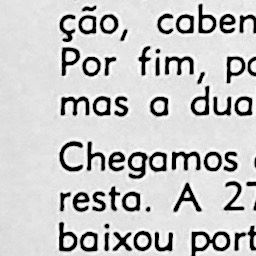 ção, caben
Por fim, po
mas a dua
Chegamos
resta. A 27
baixou port